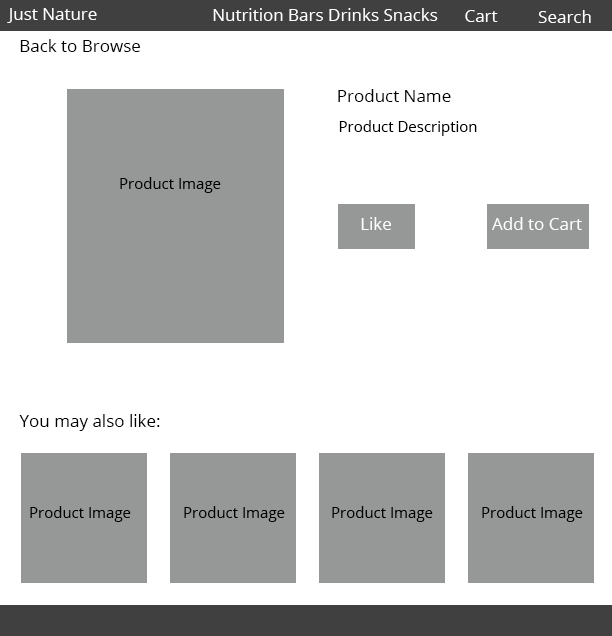 Just Nature Nutrition Bars Drinks Snacks Cart Search
Back to Browse
Product Image
Product Name
Product Description
Like Add to Cart
You may also like:
Product Image Product Image Product Image Product Image